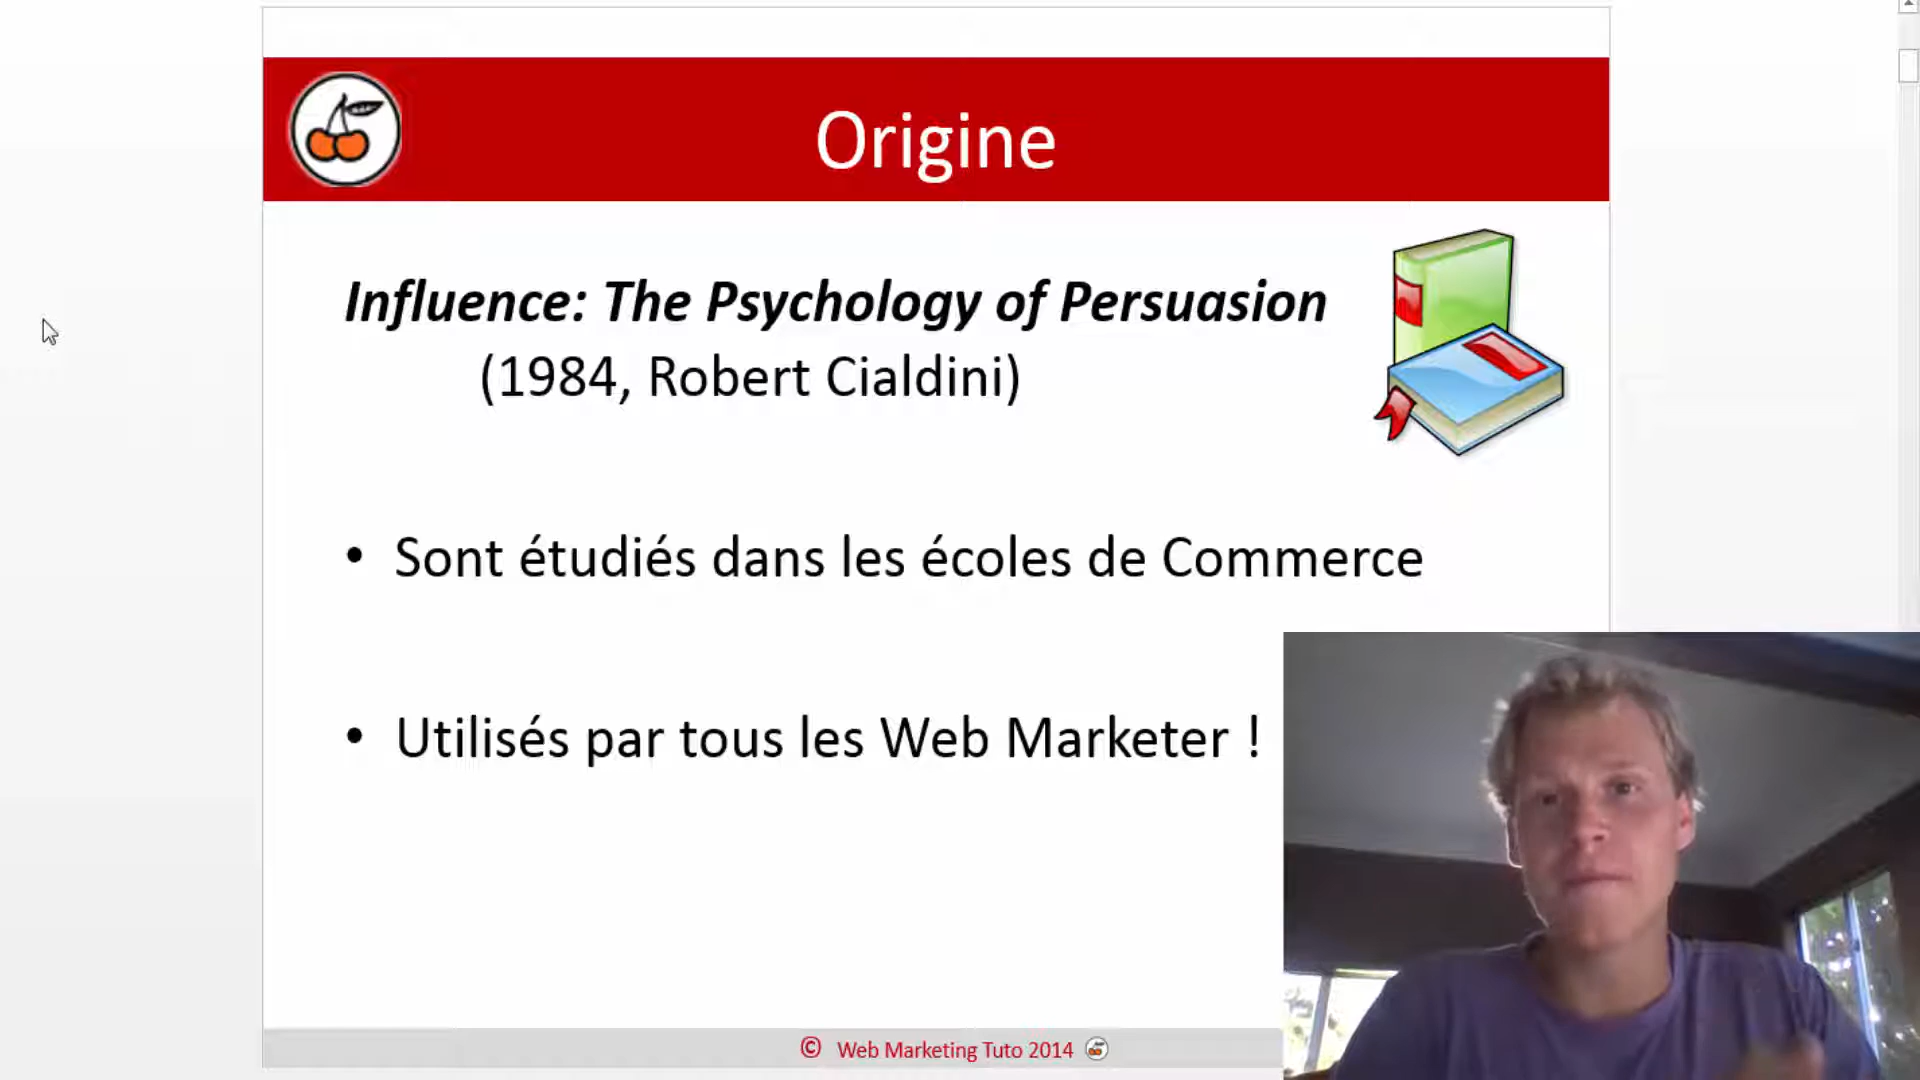 Origine
Influence: The Psychology of Persuasion
(1984, Robert Cialdini)
• Sont étudiés dans les écoles de Commerce
• Utilisés par tous les Web Marketer !
© Web Marketing Tuto 2014